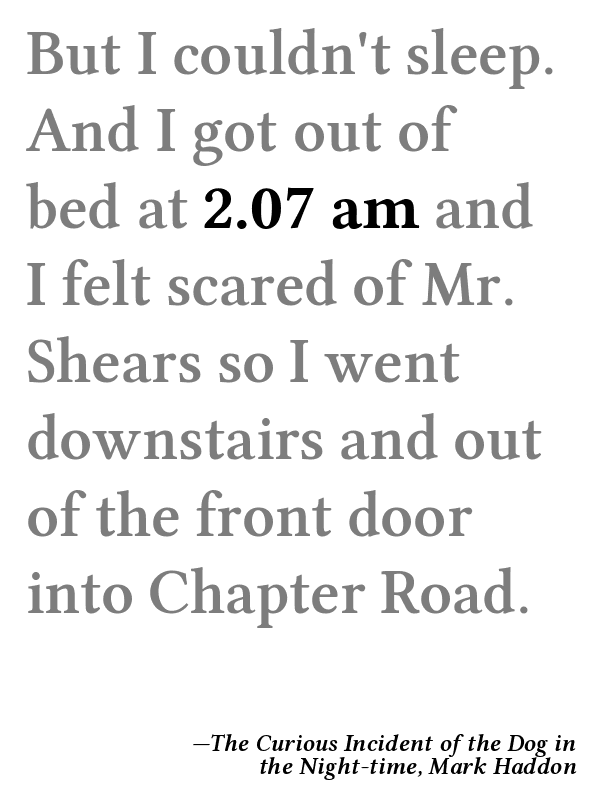 But I couldn't sleep.
And I got out of
bed at 2.07 am and
I felt scared of Mr.
Shears so I went
downstairs and out
of the front door
into Chapter Road.
—The Curious Incident of the Dog in
the Night-time, Mark Haddon